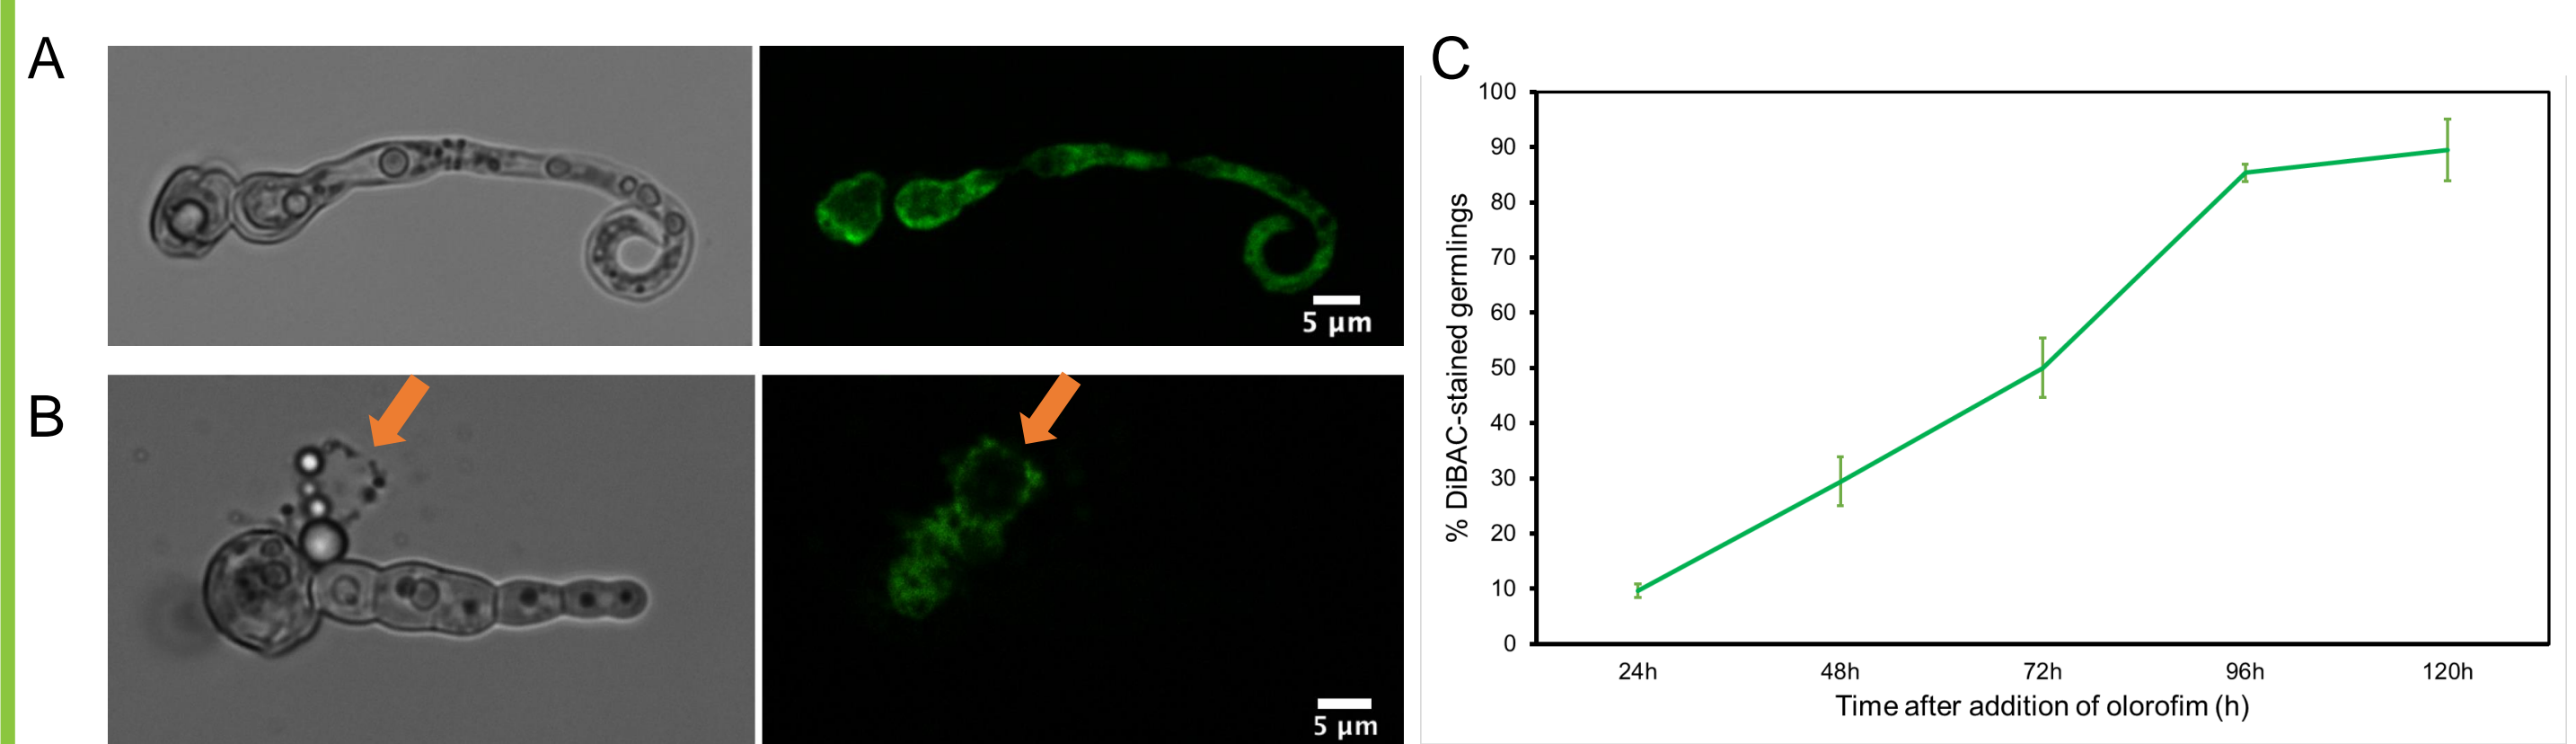 A
5 µm
B
5 µm
C
% DiBAC-stained germlings
100
90
80
70
60
50
40
30
20
10
0
24h 48h 72h 96h 120h
Time after addition of olorofim (h)